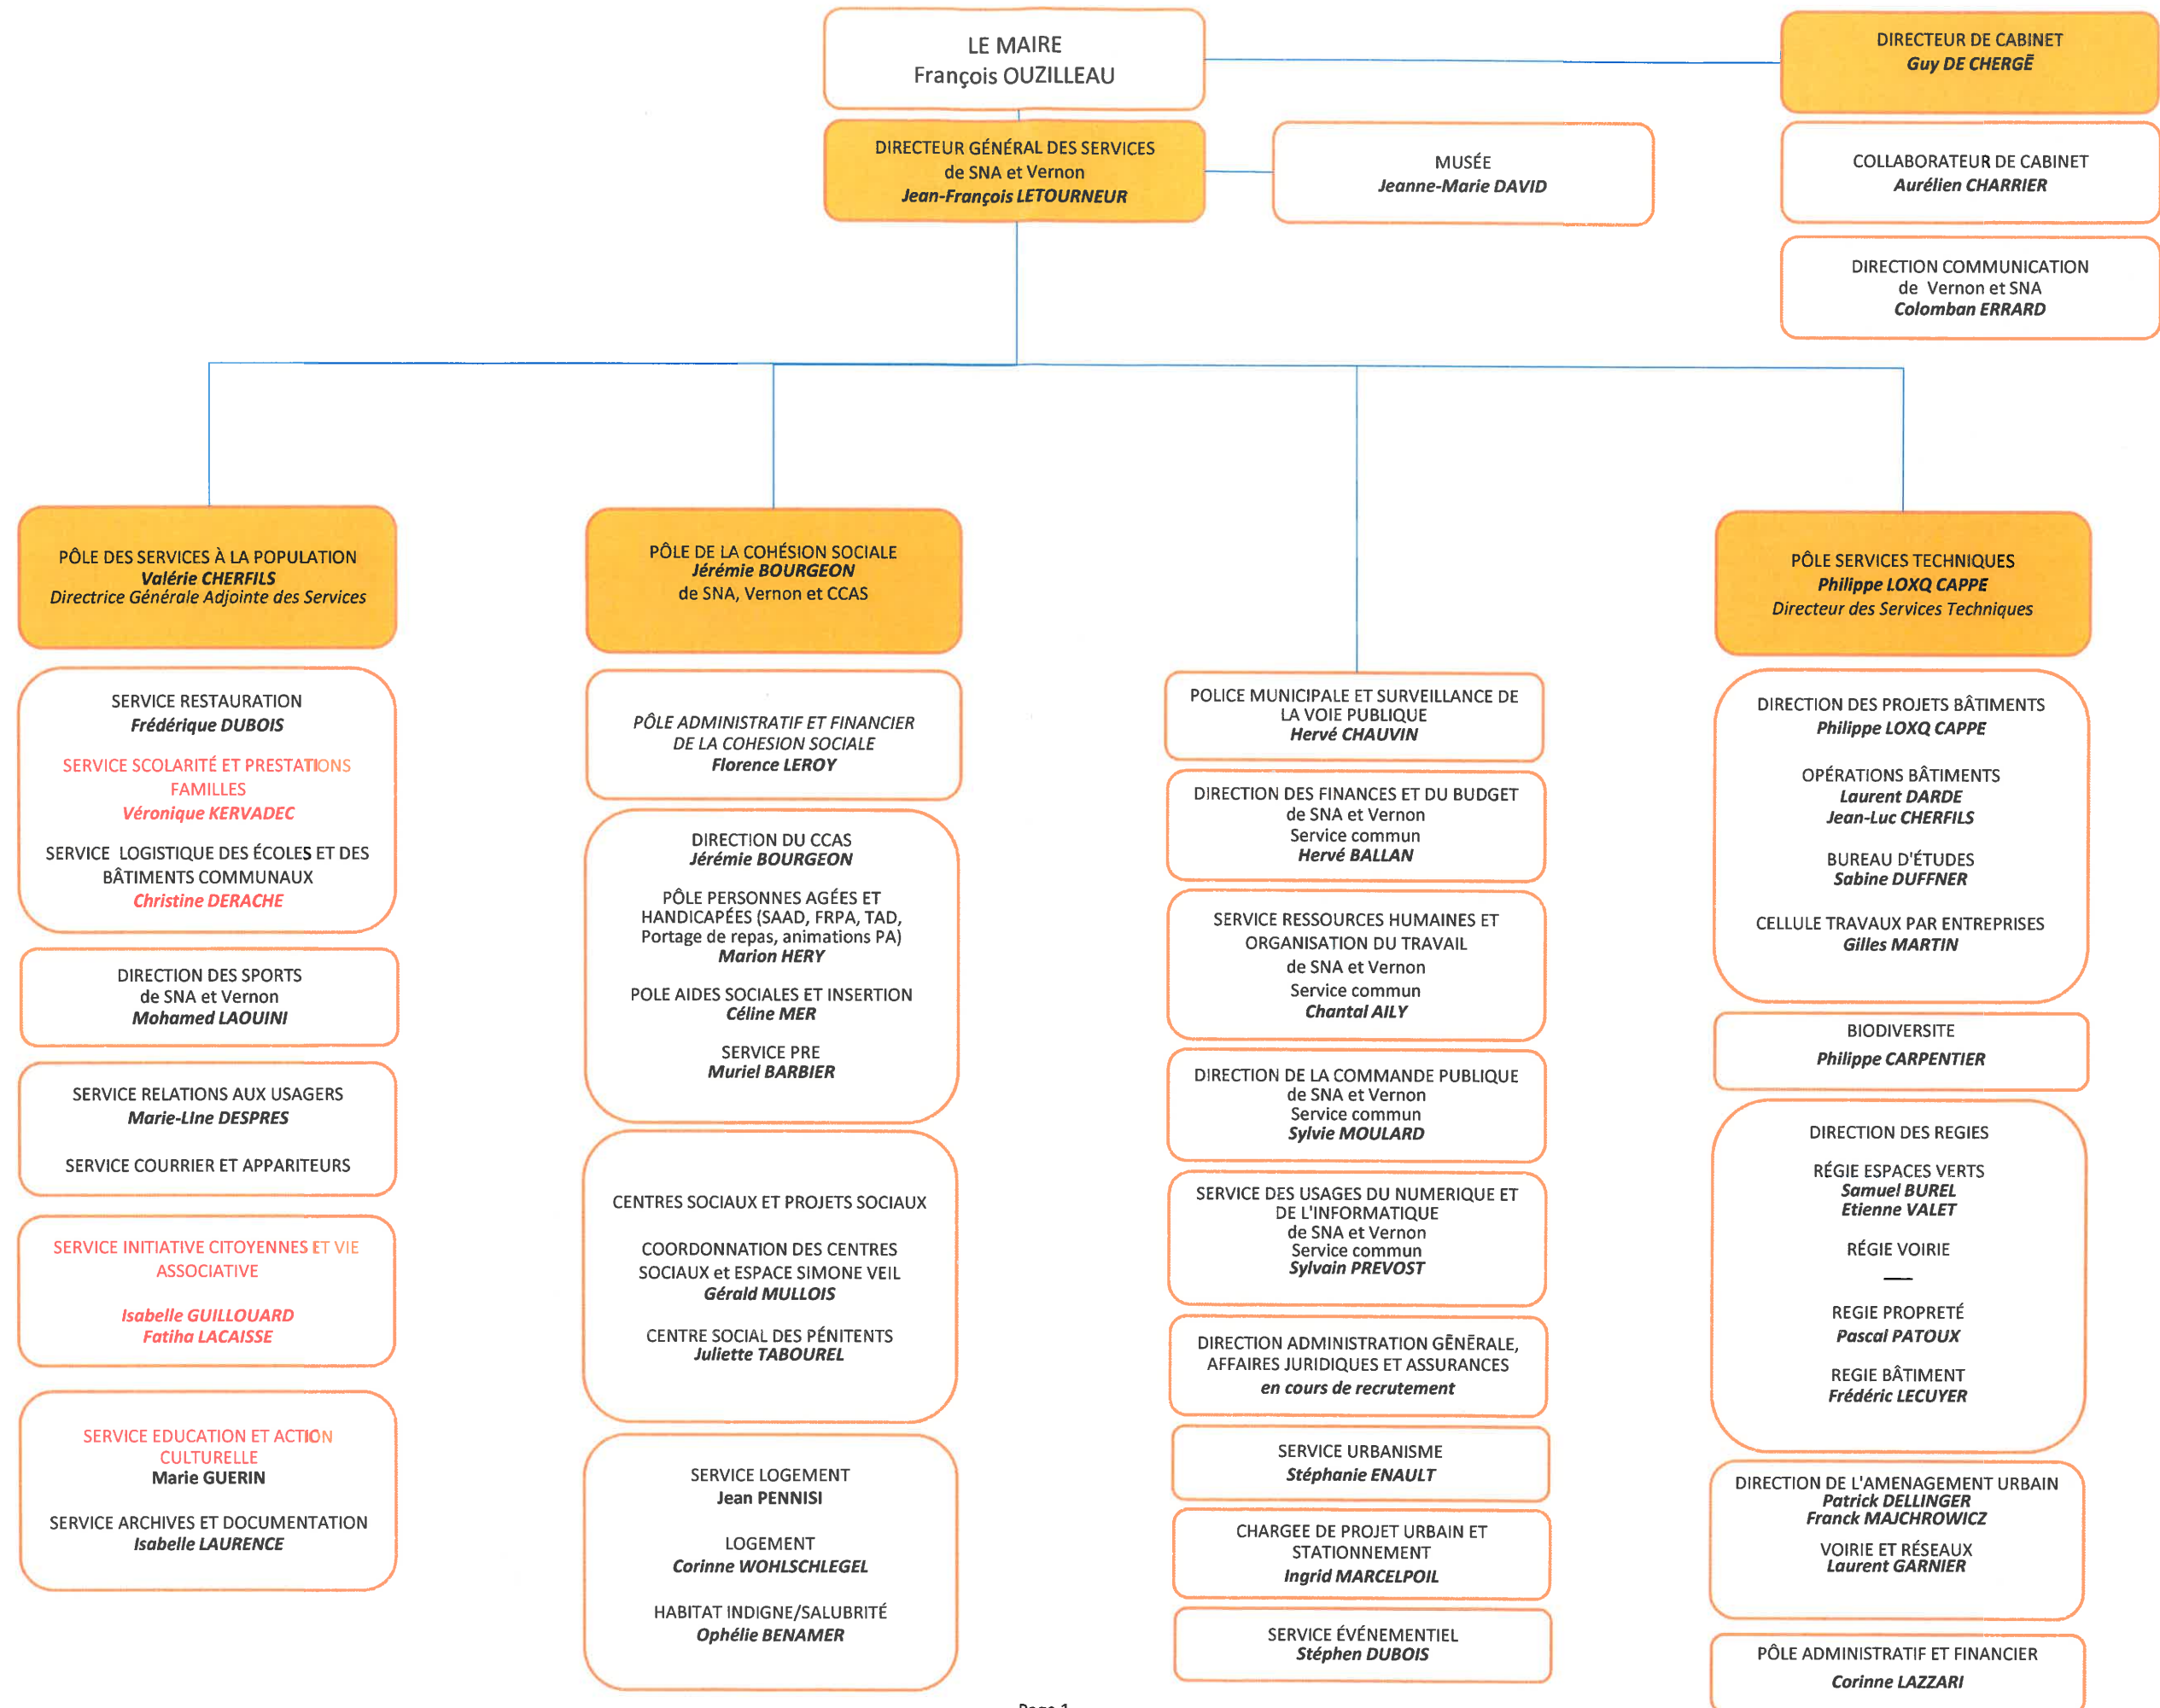 LE MAIRE
François OUZILLEAU
DIRECTEUR DE CABINET
Guy DE CHERGĒ
DIRECTEUR GÉNÉRAL DES SERVICES
de SNA et Vernon
Jean-François LETOURNEUR
MUSÉE
Jeanne-Marie DAVID
COLLABORATEUR DE CABINET
Aurélien CHARRIER
DIRECTION COMMUNICATION
de Vernon et SNA
Colomban ERRARD
PÔLE DES SERVICES À LA POPULATION
Valérie CHERFILS
Directrice Générale Adjointe des Services
SERVICE RESTAURATION
Frédérique DUBOIS
SERVICE SCOLARITÉ ET PRESTATIONS
FAMILLES
Véronique KERVADEC
SERVICE LOGISTIQUE DES ÉCOLES ET DES
BÂTIMENTS COMMUNAUX
Christine DERACHE
DIRECTION DES SPORTS
de SNA et Vernon
Mohamed LAOUINI
SERVICE RELATIONS AUX USAGERS
Marie-LIne DESPRES
SERVICE COURRIER ET APPARITEURS
SERVICE INITIATIVE CITOYENNES ET VIE
ASSOCIATIVE
Isabelle GUILLOUARD
Fatiha LACAISSE
SERVICE EDUCATION ET ACTION
CULTURELLE
Marie GUERIN
SERVICE ARCHIVES ET DOCUMENTATION
Isabelle LAURENCE
PÔLE DE LA COHÉSION SOCIALE
Jérémie BOURGEON
de SNA, Vernon et CCAS
PÔLE ADMINISTRATIF ET FINANCIER
DE LA COHESION SOCIALE
Florence LEROY
DIRECTION DU CCAS
Jérémie BOURGEON
PÔLE PERSONNES AGÉES ET
HANDICAPÉES (SAAD, FRPA, TAD,
Portage de repas, animations PA)
Marion HERY
POLE AIDES SOCIALES ET INSERTION
Céline MER
SERVICE PRE
Muriel BARBIER
CENTRES SOCIAUX ET PROJETS SOCIAUX
COORDONNATION DES CENTRES
SOCIAUX et ESPACE SIMONE VEIL
Gérald MULLOIS
CENTRE SOCIAL DES PÉNITENTS
Juliette TABOUREL
SERVICE LOGEMENT
Jean PENNISI
LOGEMENT
Corinne WOHLSCHLEGEL
HABITAT INDIGNE/SALUBRITÉ
Ophélie BENAMER
POLICE MUNICIPALE ET SURVEILLANCE DE
LA VOIE PUBLIQUE
Hervé CHAUVIN
DIRECTION DES FINANCES ET DU BUDGET
de SNA et Vernon
Service commun
Hervé BALLAN
SERVICE RESSOURCES HUMAINES ET
ORGANISATION DU TRAVAIL
de SNA et Vernon
Service commun
Chantal AILY
DIRECTION DE LA COMMANDE PUBLIQUE
de SNA et Vernon
Service commun
Sylvie MOULARD
SERVICE DES USAGES DU NUMERIQUE ET
DE L'INFORMATIQUE
de SNA et Vernon
Service commun
Sylvain PREVOST
DIRECTION ADMINISTRATION GĒNĒRALE,
AFFAIRES JURIDIQUES ET ASSURANCES
en cours de recrutement
SERVICE URBANISME
Stéphanie ENAULT
CHARGEE DE PROJET URBAIN ET
STATIONNEMENT
Ingrid MARCELPOIL
SERVICE ÉVÉNEMENTIEL
Stéphen DUBOIS
PÔLE SERVICES TECHNIQUES
Philippe LOXQ CAPPE
Directeur des Services Techniques
DIRECTION DES PROJETS BÂTIMENTS
Philippe LOXQ CAPPE
OPÉRATIONS BÂTIMENTS
Laurent DARDE
Jean-Luc CHERFILS
BUREAU D'ÉTUDES
Sabine DUFFNER
CELLULE TRAVAUX PAR ENTREPRISES
Gilles MARTIN
BIODIVERSITE
Philippe CARPENTIER
DIRECTION DES REGIES
RÉGIE ESPACES VERTS
Samuel BUREL
Etienne VALET
RÉGIE VOIRIE
—
REGIE PROPRETÉ
Pascal PATOUX
REGIE BÂTIMENT
Frédéric LECUYER
DIRECTION DE L'AMENAGEMENT URBAIN
Patrick DELLINGER
Franck MAJCHROWICZ
VOIRIE ET RÉSEAUX
Laurent GARNIER
PÔLE ADMINISTRATIF ET FINANCIER
Corinne LAZZARI
Page 1